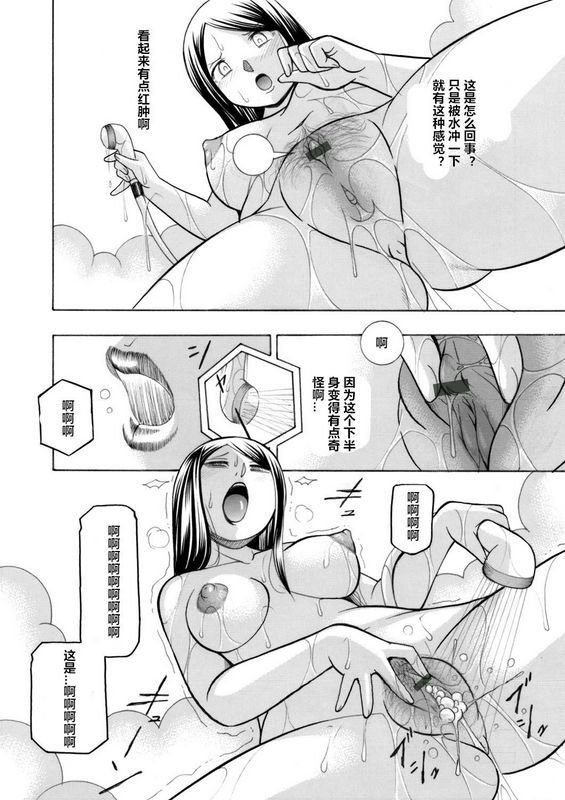 这是怎么回事？
只是被水冲一下
就有这种感觉？
看起来有点红肿啊
啊
因为这个下半
身变得有点奇
怪啊…
啊啊啊
啊啊啊啊
啊啊啊啊啊啊啊啊啊
这是…啊啊啊啊啊